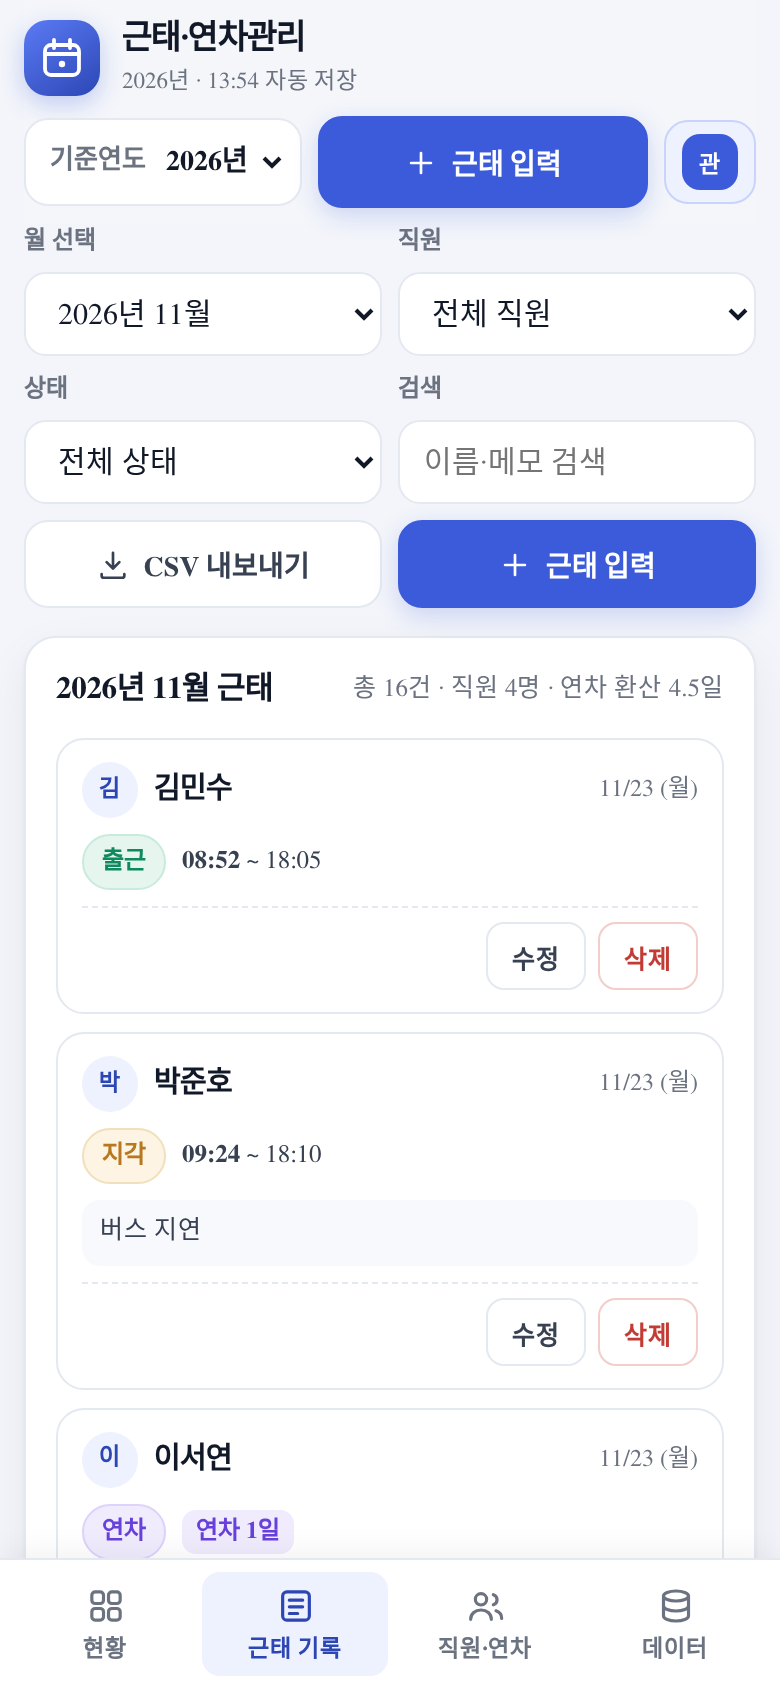 근태·연차관리
2026년 · 13:54 자동 저장
기준연도 2026년
+ 근태 입력
관
월 선택
직원
2026년 11월
전체 직원
상태
검색
전체 상태
이름·메모 검색
CSV 내보내기
+ 근태 입력
2026년 11월 근태
총 16건 · 직원 4명 · 연차 환산 4.5일
김 김민수 11/23 (월)
출근 08:52 ~ 18:05
수정 삭제
박 박준호 11/23 (월)
지각 09:24 ~ 18:10
버스 지연
수정 삭제
이 이서연 11/23 (월)
연차 연차 1일
현황 근태 기록 직원·연차 데이터